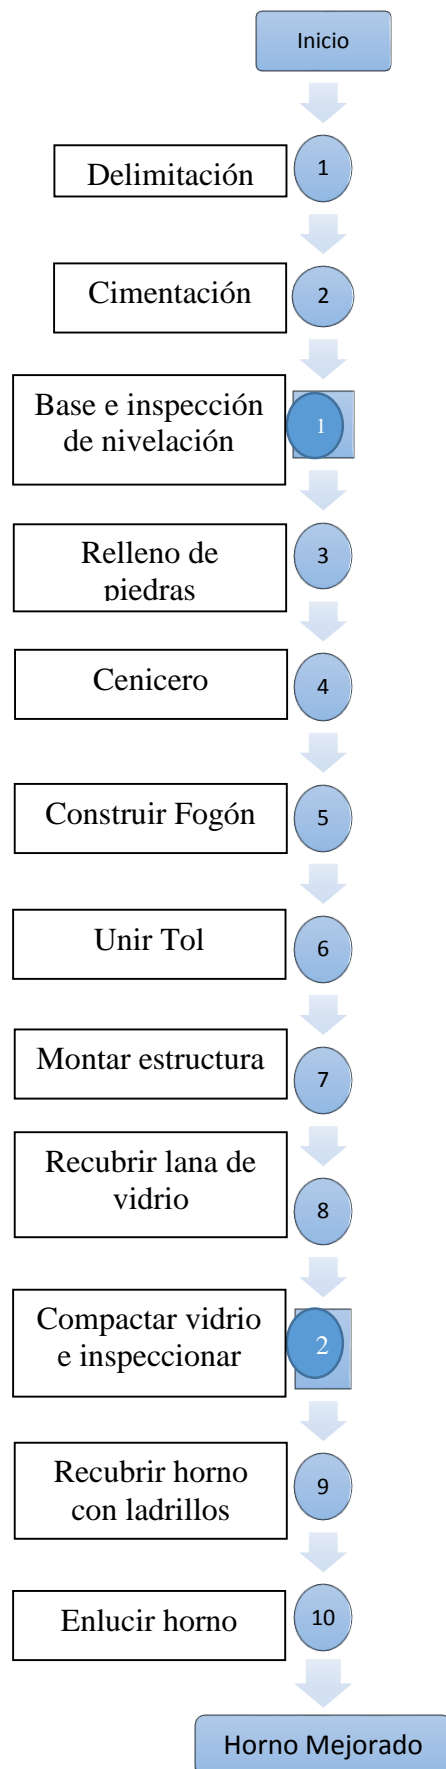 Inicio
Delimitación
1
Cimentación
2
Base e inspección
de nivelación
1
Relleno de
piedras
3
Cenicero
4
Construir Fogón
5
Unir Tol
6
Montar estructura
7
Recubrir lana de
vidrio
8
Compactar vidrio
e inspeccionar
2
Recubrir horno
con ladrillos
9
Enlucir horno
10
Horno Mejorado